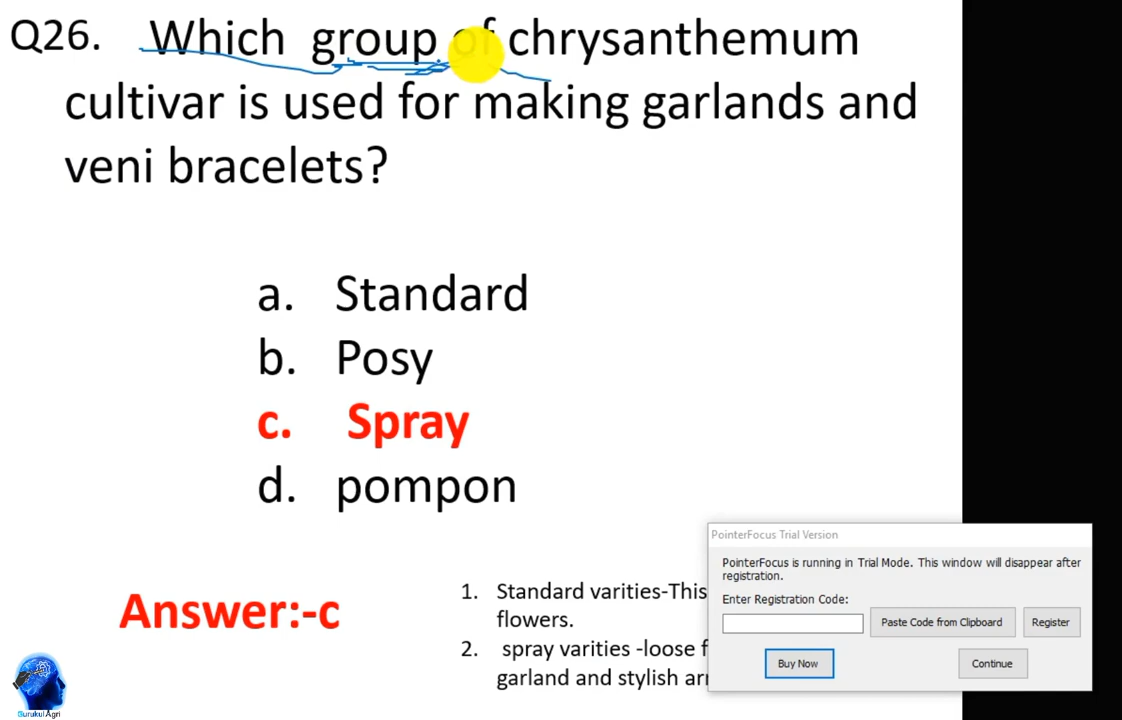 Q26. Which group of chrysanthemum
cultivar is used for making garlands and
veni bracelets?
a. Standard
b. Posy
c. Spray
d. pompon
Answer:-c
1. Standard varities-This
flowers.
2. spray varities -loose f
garland and stylish arr
PointerFocus Trial Version
PointerFocus is running in Trial Mode. This window will disappear after
registration.
Enter Registration Code:
Paste Code from Clipboard Register
Buy Now Continue
Gurukul Agri